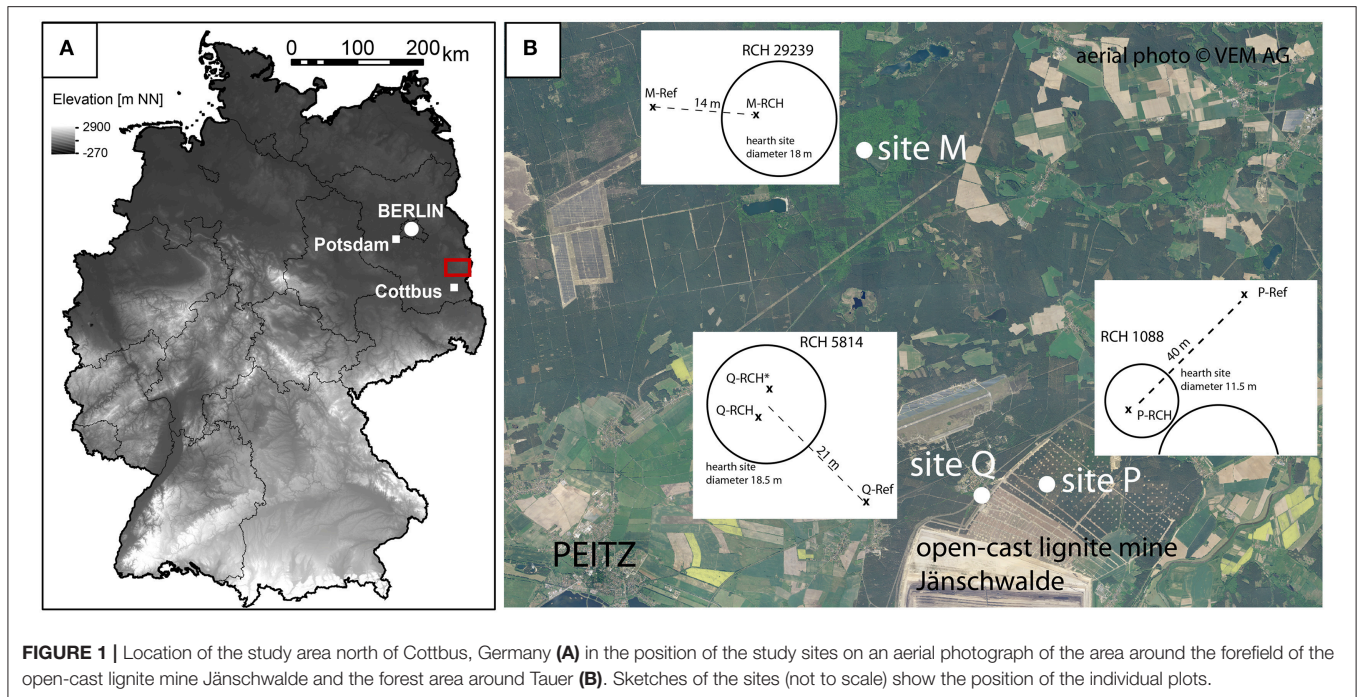 A
0 100 200
km
Elevation [m NN]
2900
-270
BERLIN
Potsdam
Cottbus
B
aerial photo © VEM AG
RCH 29239
M-Ref
14 m
M-RCH
hearth site
diameter 18 m
site M
RCH 5814
Q-RCH*
Q-RCH
21 m
hearth site
diameter 18.5 m
Q-Ref
P-Ref
RCH 1088
40 m
hearth site
diameter 11.5 m
P-RCH
site Q
site P
PEITZ
open-cast lignite mine
Jänschwalde
FIGURE 1 | Location of the study area north of Cottbus, Germany (A) in the position of the study sites on an aerial photograph of the area around the forefield of the
open-cast lignite mine Jänschwalde and the forest area around Tauer (B). Sketches of the sites (not to scale) show the position of the individual plots.